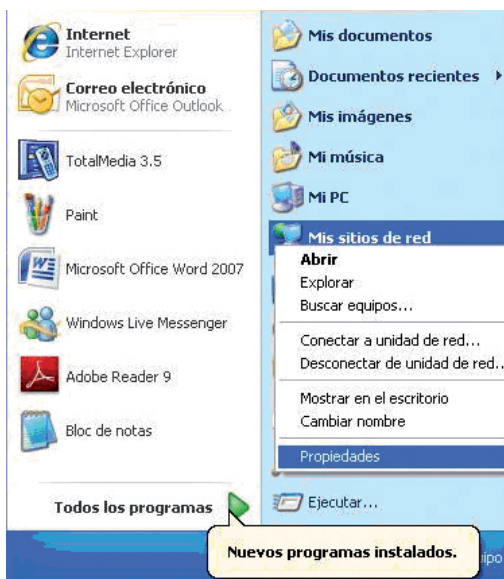 Internet
Internet Explorer
Correo electrónico
Microsoft Office Outlook
TotalMedia 3.5
Paint
Microsoft Office Word 2007
Windows Live Messenger
Adobe Reader 9
Bloc de notas
Todos los programas
Mis documentos
Documentos recientes
Mis imágenes
Mi música
Mi PC
Mis sitios de red
Abrir
Explorar
Buscar equipos...
Conectar a unidad de red...
Desconectar de unidad de red..
Mostrar en el escritorio
Cambiar nombre
Propiedades
Ejecutar...
Nuevos programas instalados.
ipo